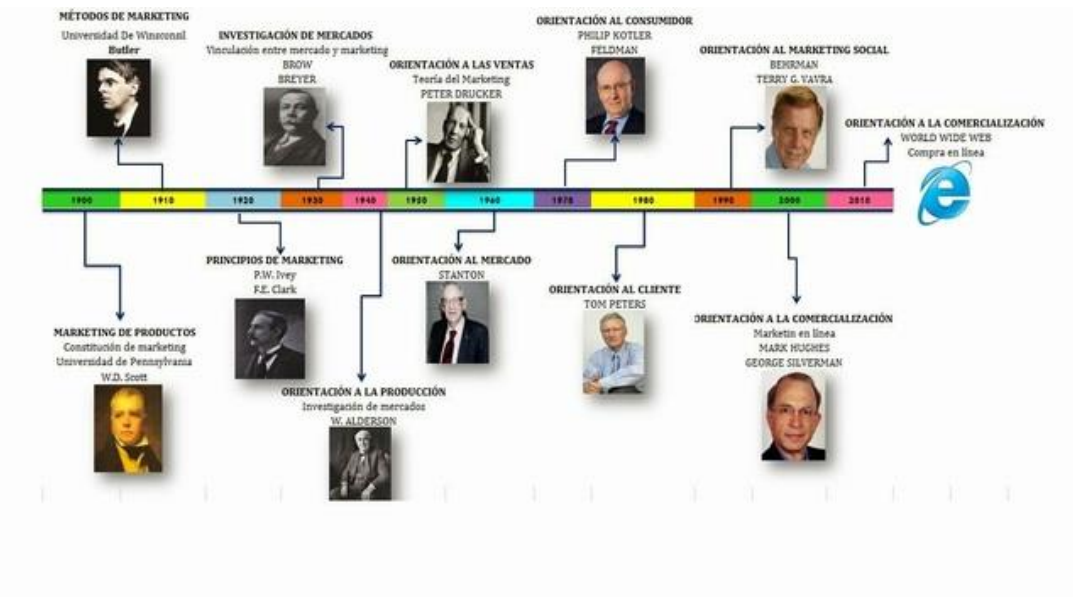 MÉTODOS DE MARKETING
Universidad De Winsconsil
Butler
INVESTIGACIÓN DE MERCADOS
Vinculación entre mercado y marketing
BROW
BREYER
ORIENTACIÓN A LAS VENTAS
Teoría del Marketing
PETER DRUCKER
ORIENTACIÓN AL CONSUMIDOR
PHILIP KOTLER
FELDMAN
ORIENTACIÓN AL MARKETING SOCIAL
BEHRMAN
TERRY G. VAVRA
ORIENTACIÓN A LA COMERCIALIZACIÓN
WORLD WIDE WEB
Compra en línea
1900 1910 1920 1930 1940 1950 1960 1970 1980 1990 2000 2010
MARKETING DE PRODUCTOS
Constitución de marketing
Universidad de Pennsylvania
W.D. Scott
PRINCIPIOS DE MARKETING
P.W. Ivey
F.E. Clark
ORIENTACIÓN A LA PRODUCCIÓN
Investigación de mercados
W. ALDERSON
ORIENTACIÓN AL MERCADO
STANTON
ORIENTACIÓN AL CLIENTE
TOM PETERS
ORIENTACIÓN A LA COMERCIALIZACIÓN
Marketin en línea
MARK HUGHES
GEORGE SILVERMAN